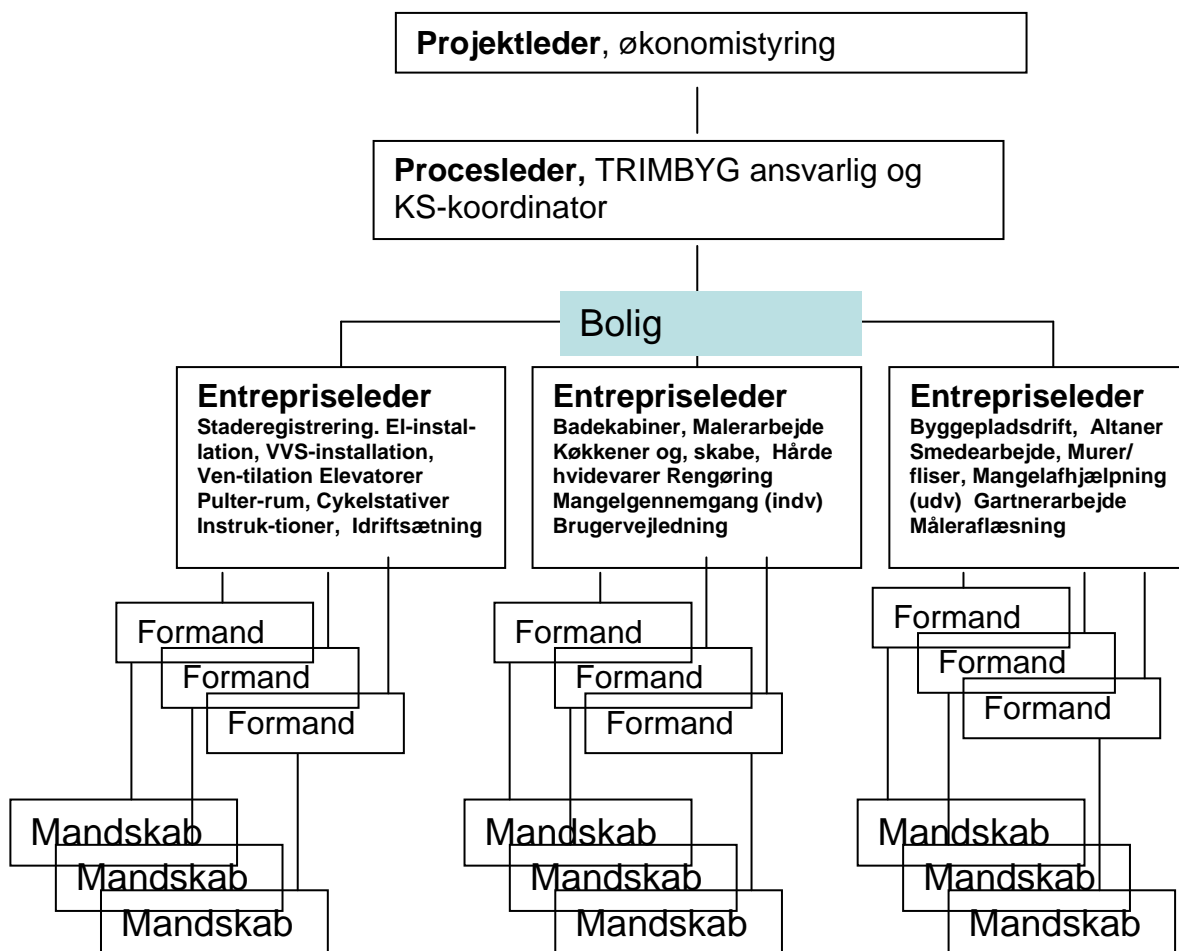 Projektleder, økonomistyring
Procesleder, TRIMBYG ansvarlig og
KS-koordinator
Bolig
Entrepriseleder
Staderegistrering. El-instal-
lation, VVS-installation,
Ven-tilation Elevatorer
Pulter-rum, Cykelstativer
Instruk-tioner, Idriftsætning
Entrepriseleder
Badekabiner, Malerarbejde
Køkkener og, skabe, Hårde
hvidevarer Rengøring
Mangelgennemgang (indv)
Brugervejledning
Entrepriseleder
Byggepladsdrift, Altaner
Smedearbejde, Murer/
fliser, Mangelafhjælpning
(udv) Gartnerarbejde
Måleraflæsning
Formand
Formand
Formand
Formand
Formand
Formand
Formand
Formand
Formand
Mandskab
Mandskab
Mandskab
Mandskab
Mandskab
Mandskab
Mandskab
Mandskab
Mandskab